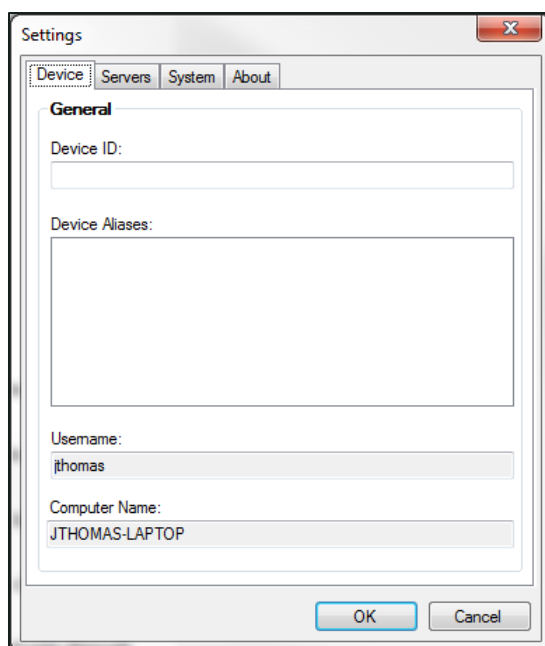 Settings
Device Servers System About
General
Device ID:
Device Aliases:
Username:
jthomas
Computer Name:
JTHOMAS-LAPTOP
OK Cancel